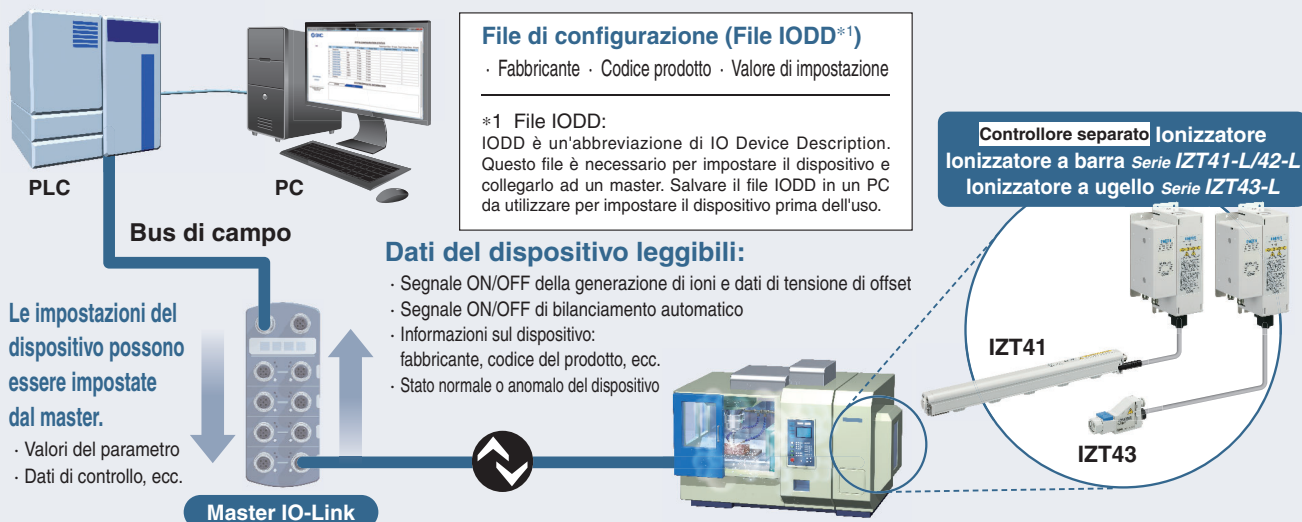 PLC
PC
Bus di campo
File di configurazione (File IODD*1)
· Fabbricante · Codice prodotto · Valore di impostazione
*1 File IODD:
IODD è un'abbreviazione di IO Device Description.
Questo file è necessario per impostare il dispositivo e
collegarlo ad un master. Salvare il file IODD in un PC
da utilizzare per impostare il dispositivo prima dell'uso.
Controllore separato Ionizzatore
Ionizzatore a barra Serie IZT41-L/42-L
Ionizzatore a ugello Serie IZT43-L
Le impostazioni del
dispositivo possono
essere impostate
dal master.
· Valori del parametro
· Dati di controllo, ecc.
Master IO-Link
Dati del dispositivo leggibili:
· Segnale ON/OFF della generazione di ioni e dati di tensione di offset
· Segnale ON/OFF di bilanciamento automatico
· Informazioni sul dispositivo:
fabbricante, codice del prodotto, ecc.
· Stato normale o anomalo del dispositivo
IZT41
IZT43